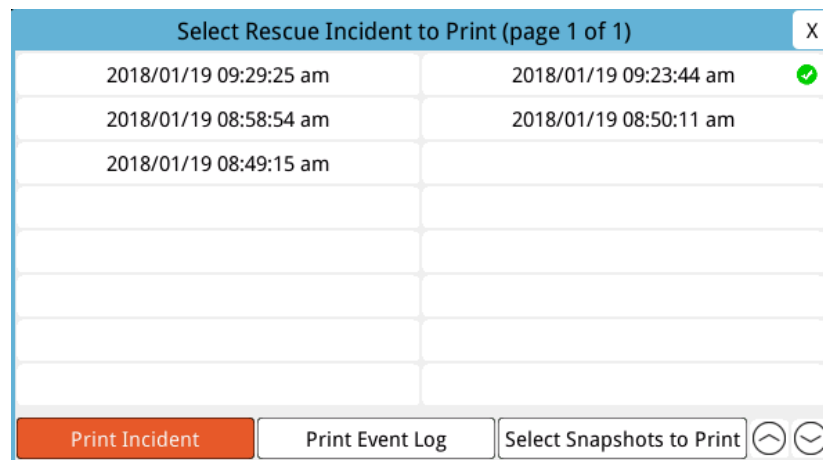 Select Rescue Incident to Print (page 1 of 1) X
2018/01/19 09:29:25 am 2018/01/19 09:23:44 am
2018/01/19 08:58:54 am 2018/01/19 08:50:11 am
2018/01/19 08:49:15 am
Print Incident Print Event Log Select Snapshots to Print